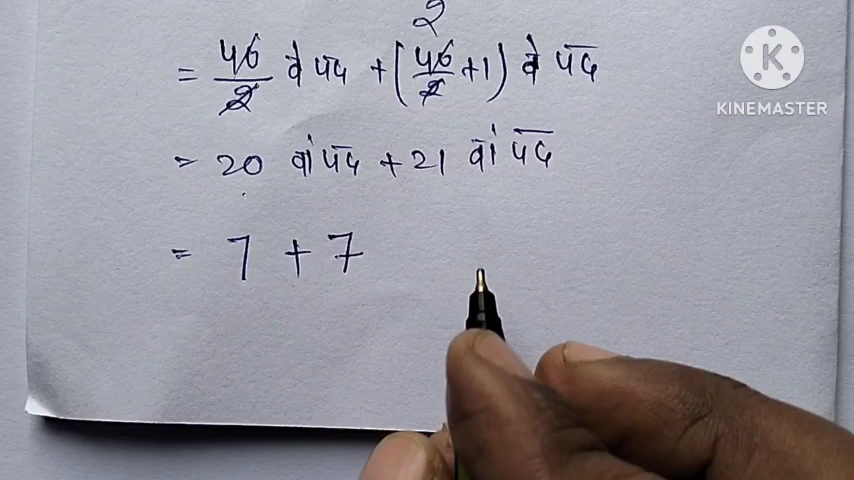 2
= 40/2 वे पद + (40/2 + 1) वे पद
= 20 वां पद + 21 वां पद
= 7 + 7
K
KINEMASTER